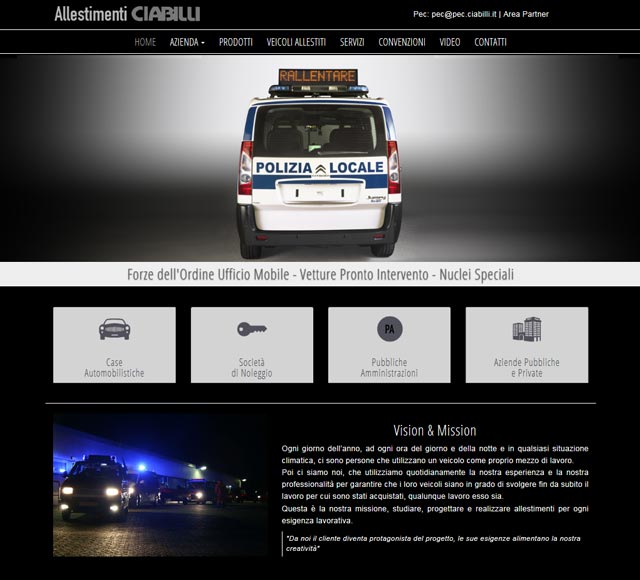 Allestimenti CIABILLI
Pec: pec@pec.ciabilli.it | Area Partner
HOME AZIENDA PRODOTTI VEICOLI ALLESTITI SERVIZI CONVENZIONI VIDEO CONTATTI
RALLENTARE
POLIZIA LOCALE
Forze dell'Ordine Ufficio Mobile - Vetture Pronto Intervento - Nuclei Speciali
Case
Automobilistiche
Società
di Noleggio
PA
Pubbliche
Amministrazioni
Aziende Pubbliche
e Private
Vision & Mission
Ogni giorno dell'anno, ad ogni ora del giorno e della notte e in qualsiasi situazione
climatica, ci sono persone che utilizzano un veicolo come proprio mezzo di lavoro.
Poi ci siamo noi, che utilizziamo quotidianamente la nostra esperienza e la nostra
professionalità per garantire che i loro veicoli siano in grado di svolgere fin da subito il
lavoro per cui sono stati acquistati, qualunque lavoro esso sia.
Questa è la nostra missione, studiare, progettare e realizzare allestimenti per ogni
esigenza lavorativa.
"Da noi il cliente diventa protagonista del progetto, le sue esigenze alimentano la nostra
creatività"